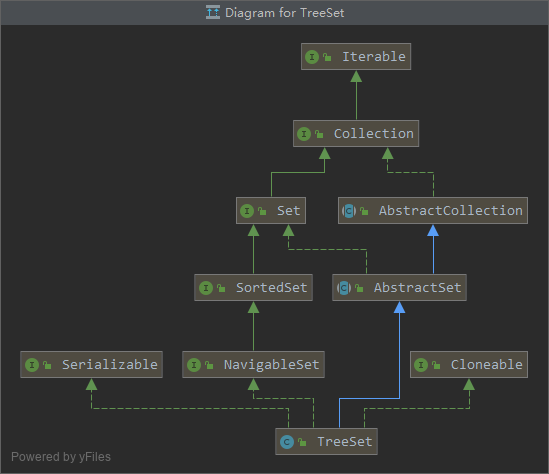 Diagram for TreeSet
I Iterable
I Collection
I Set
C AbstractCollection
I SortedSet
C AbstractSet
I Serializable
I NavigableSet
I Cloneable
C TreeSet
Powered by yFiles